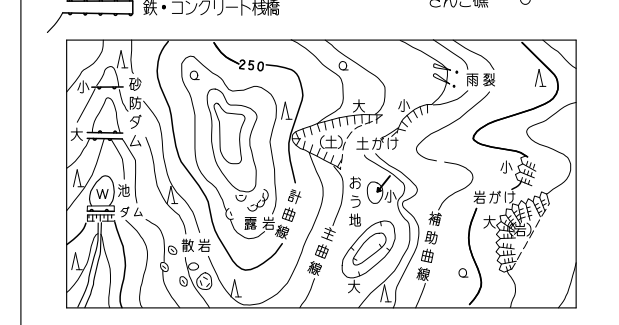 鉄・コンクリート桟橋
さんご礁
250
小
砂防ダム
大
W
池
ダム
露岩
散岩
計曲線
主曲線
大
小
(土)
土がけ
雨裂
おう地
小
大
補助曲線
小
岩がけ
大
(岩)